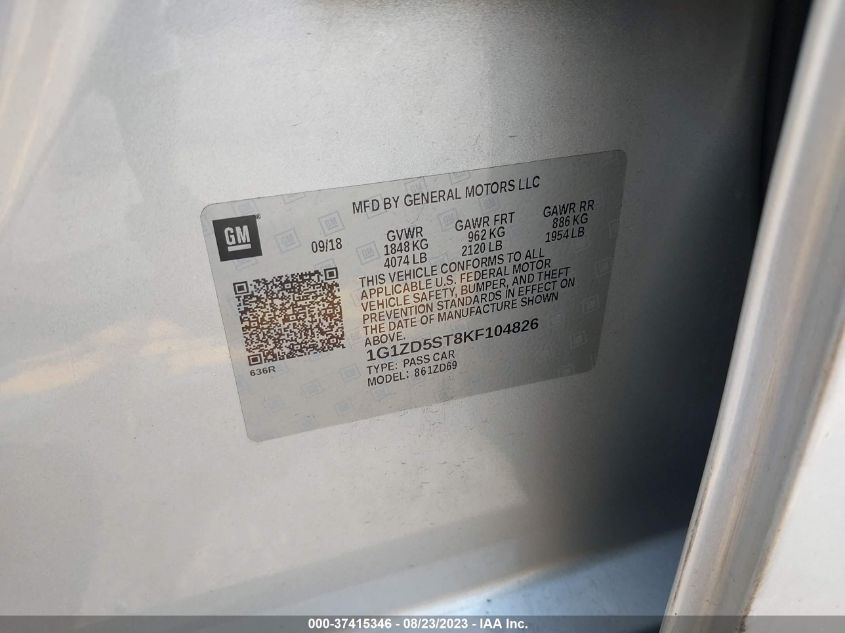 MFD BY GENERAL MOTORS LLC
GM
09/18
GVWR GAWR FRT GAWR RR
1848 KG 962 KG 886 KG
4074 LB 2120 LB 1954 LB
THIS VEHICLE CONFORMS TO ALL
APPLICABLE U.S. FEDERAL MOTOR
VEHICLE SAFETY, BUMPER, AND THEFT
PREVENTION STANDARDS IN EFFECT ON
THE DATE OF MANUFACTURE SHOWN
ABOVE.
1G1ZD5ST8KF104826
TYPE: PASS CAR
MODEL: 861ZD69
636R
000-37415346 - 08/23/2023 - IAA Inc.